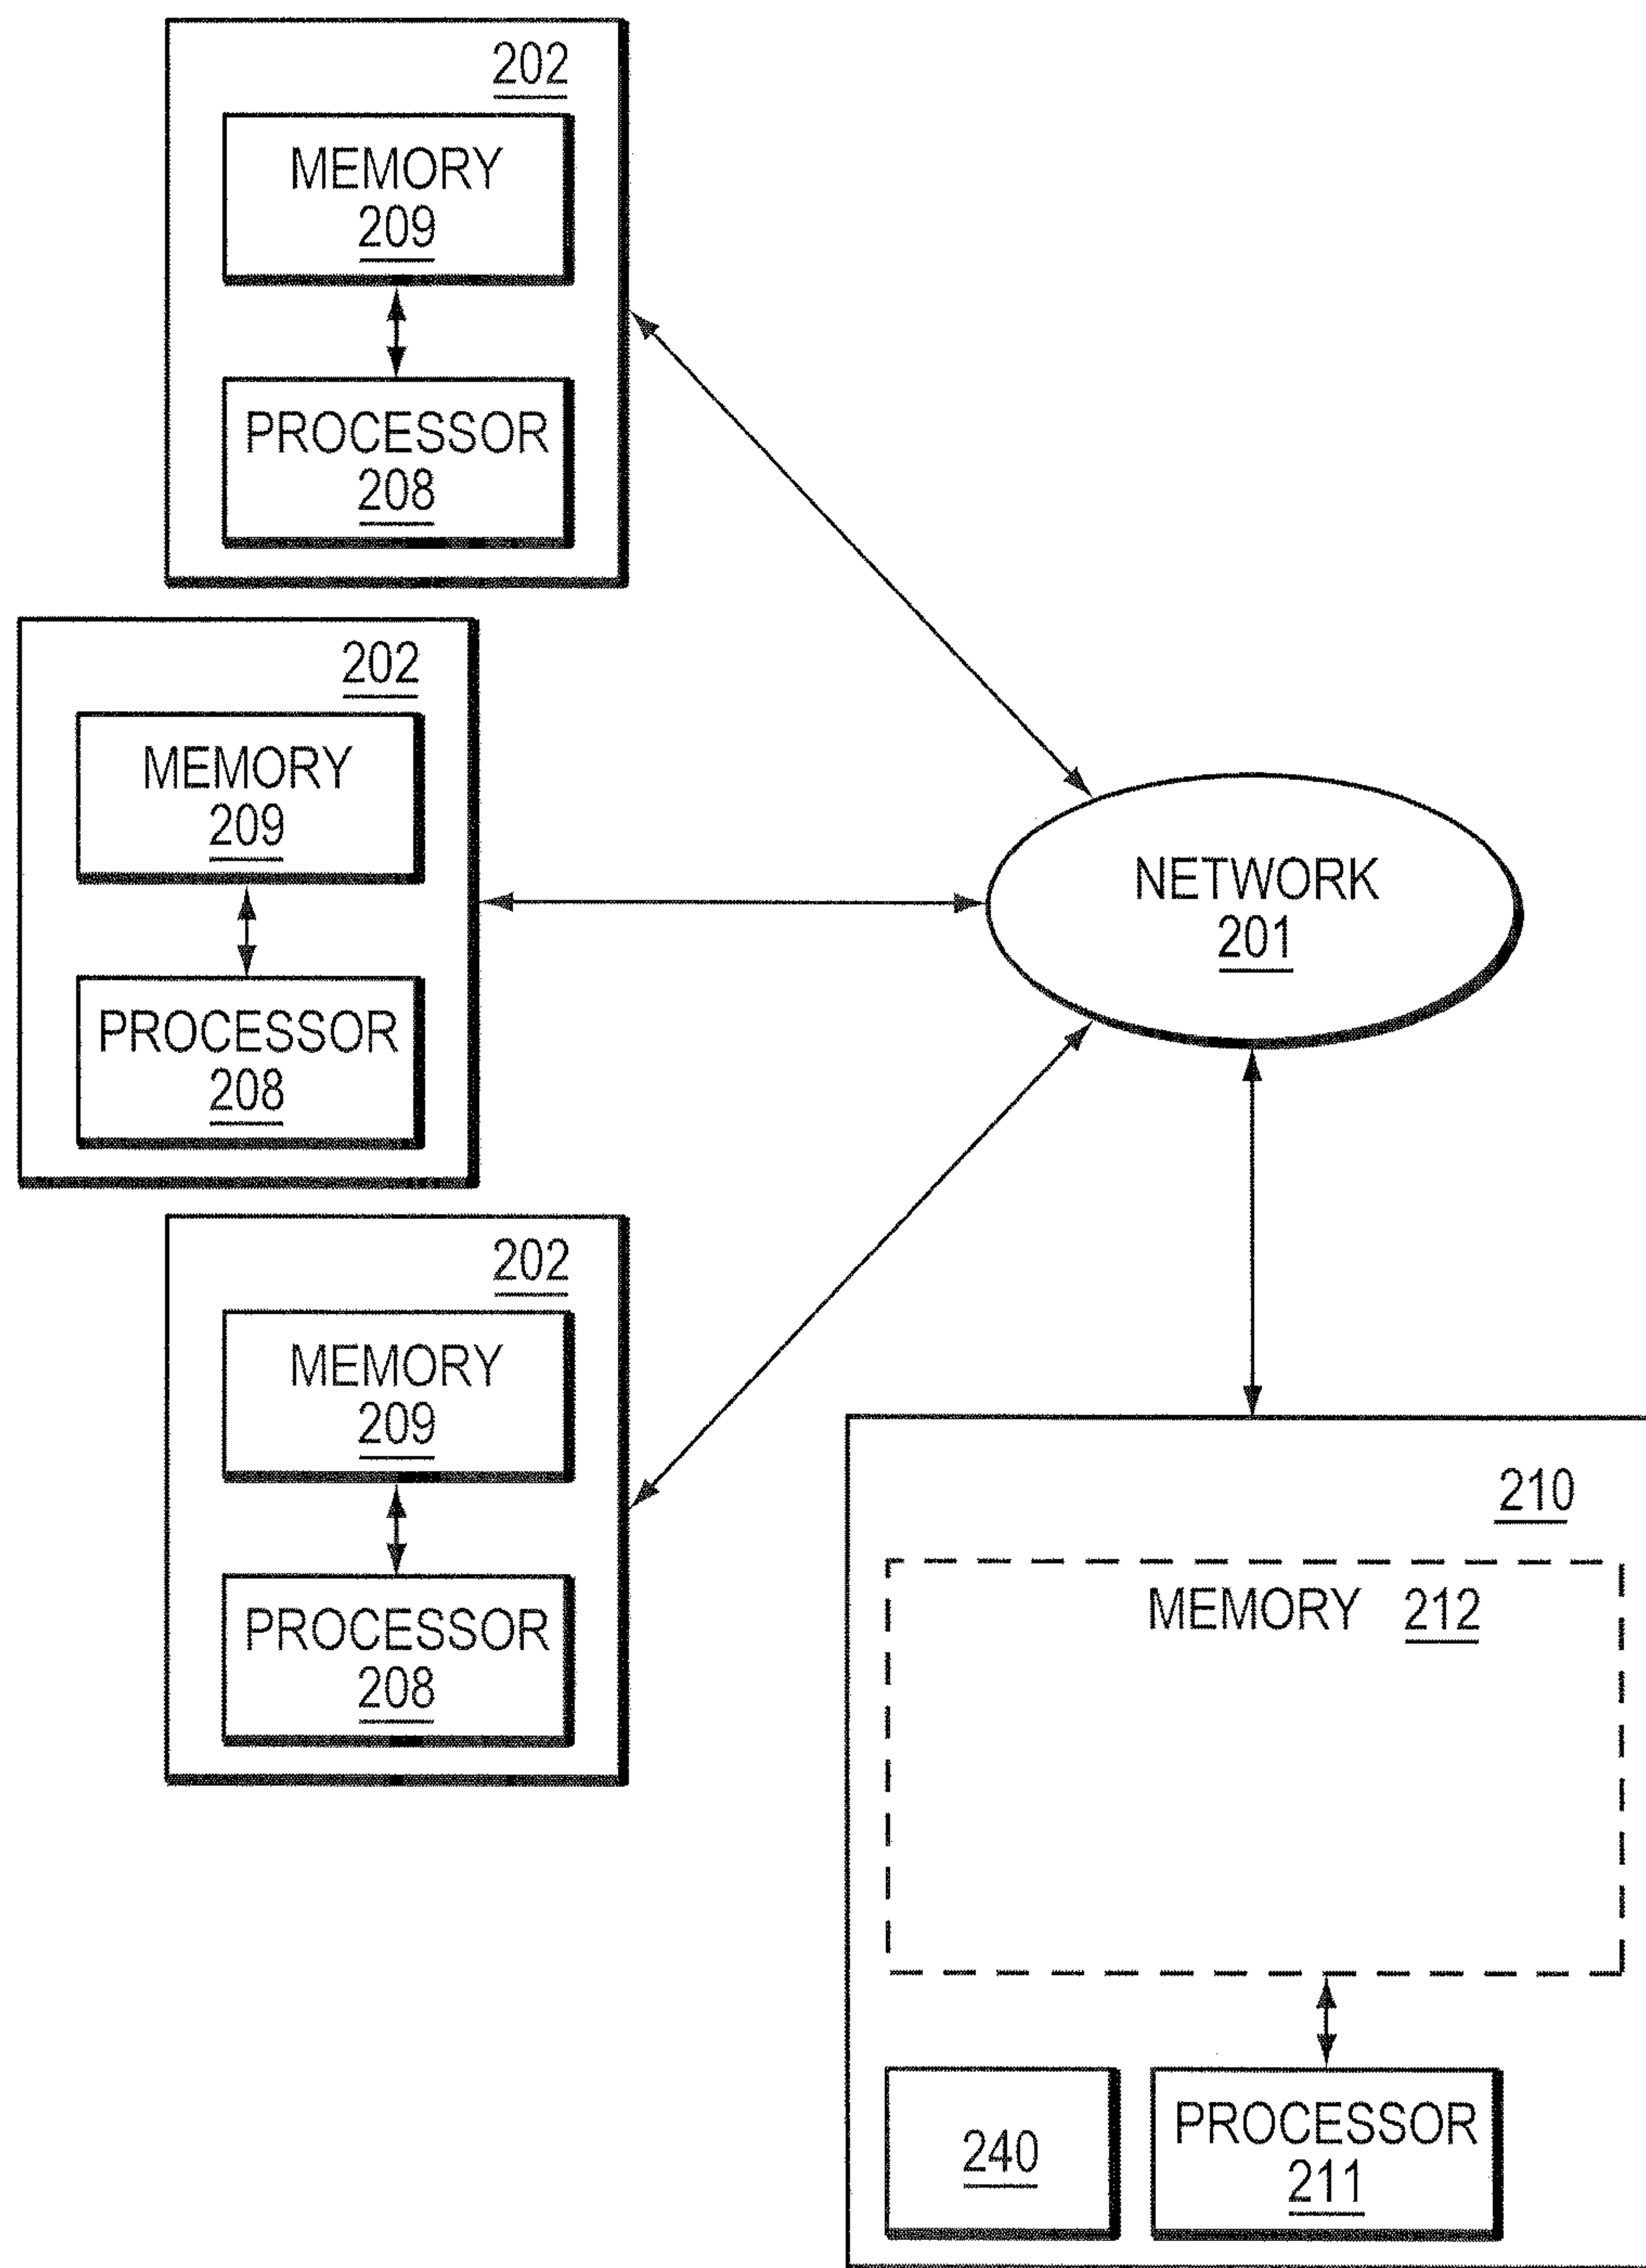 202
MEMORY
209
PROCESSOR
208
202
MEMORY
209
PROCESSOR
208
NETWORK
201
202
MEMORY
209
PROCESSOR
208
210
MEMORY 212
240
PROCESSOR
211